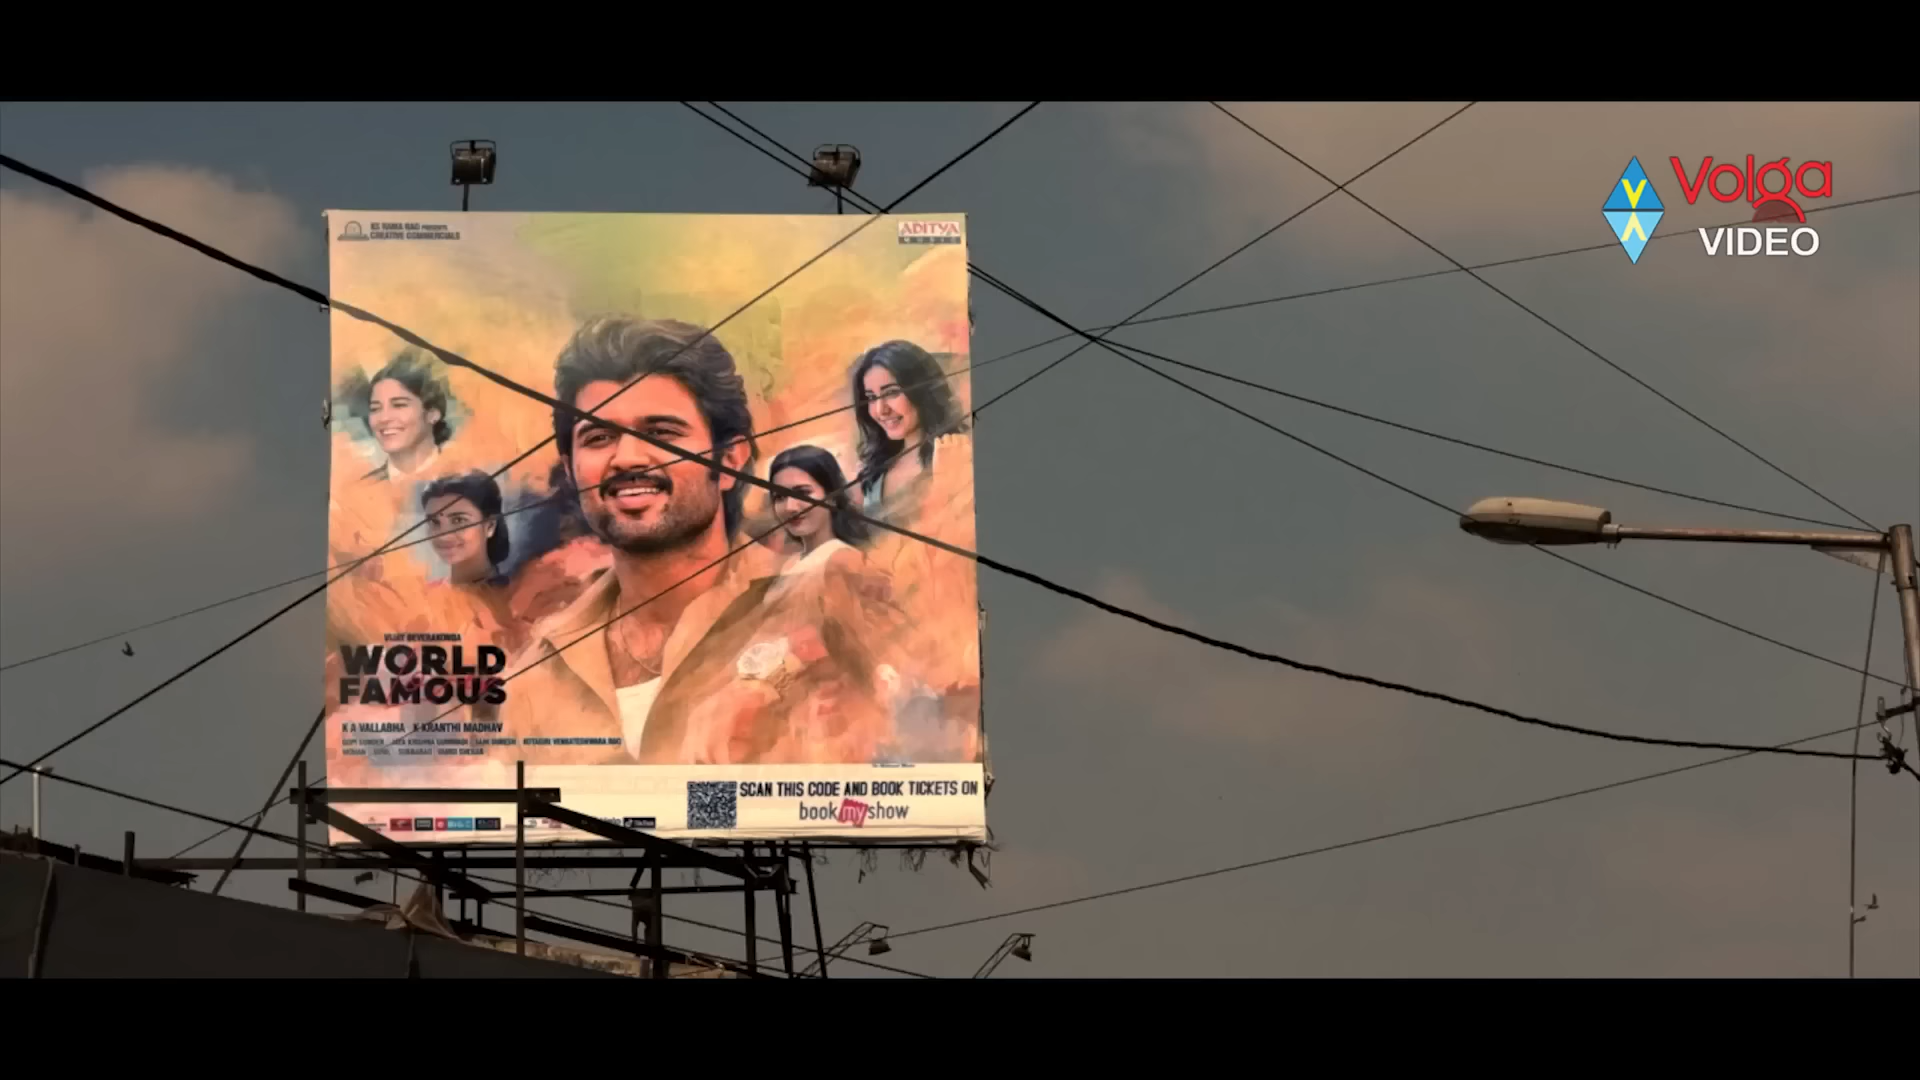 KS RAMA RAO PRESENTS
CREATIVE COMMERCIALS
ADITYA
MUSIC
Volga
VIDEO
VIJAY DEVERAKONDA
WORLD
FAMOUS
K A VALLABHA K KRANTHI MADHAV
SCAN THIS CODE AND BOOK TICKETS ON
bookmyshow